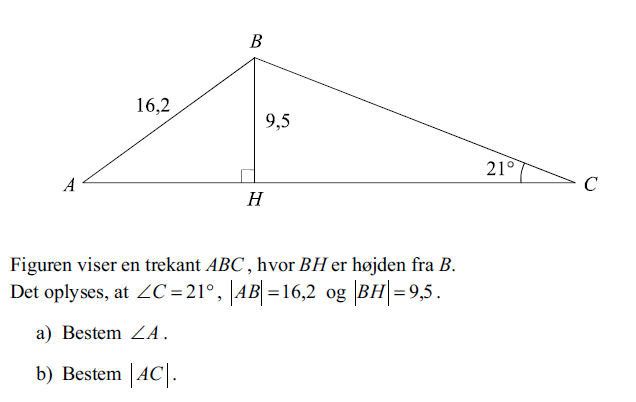 B
16,2
9,5
21°
A
C
H
Figuren viser en trekant ABC, hvor BH er højden fra B.
Det oplyses, at ∠C = 21°, |AB| = 16,2 og |BH| = 9,5.
a) Bestem ∠A.
b) Bestem |AC|.